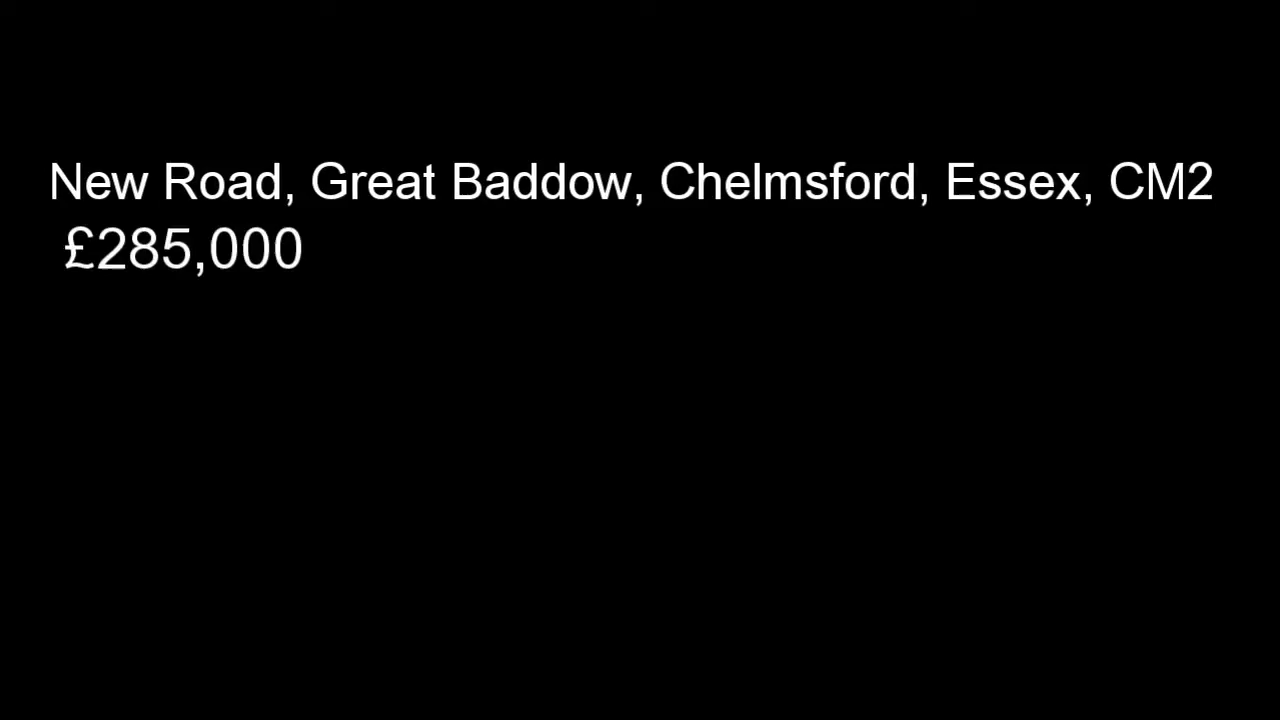 New Road, Great Baddow, Chelmsford, Essex, CM2
£285,000